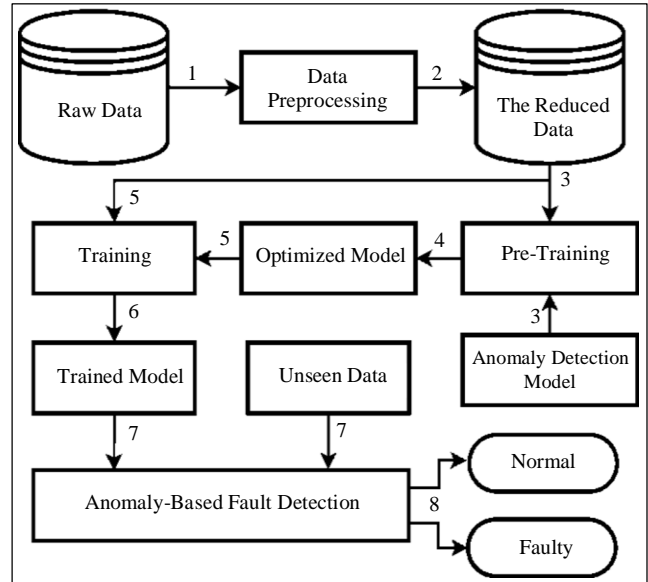 1
2
Raw Data
Data
Preprocessing
The Reduced
Data
3
5
Training
5
Optimized Model
4
Pre-Training
6
3
Trained Model
Unseen Data
Anomaly Detection
Model
7
7
Anomaly-Based Fault Detection
8
Normal
Faulty